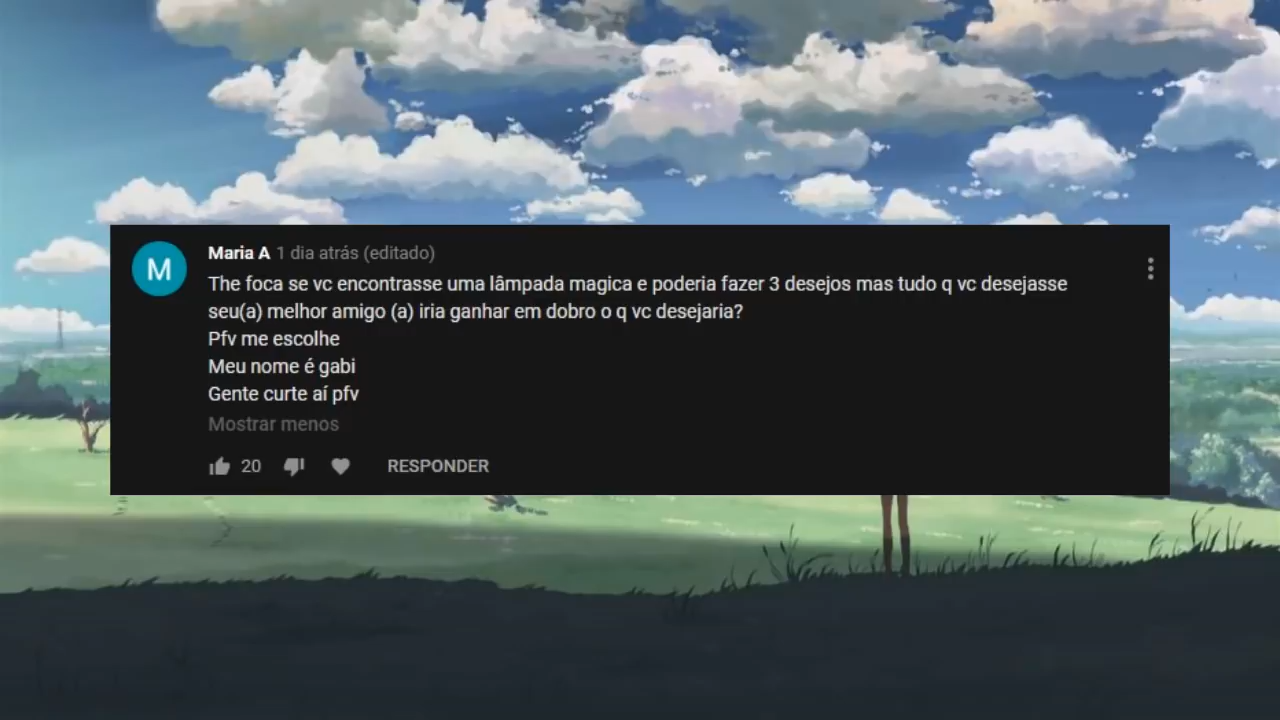 M
Maria A 1 dia atrás (editado)
The foca se vc encontrasse uma lâmpada magica e poderia fazer 3 desejos mas tudo q vc desejasse
seu(a) melhor amigo (a) iria ganhar em dobro o q vc desejaria?
Pfv me escolhe
Meu nome é gabi
Gente curte aí pfv
Mostrar menos
20 RESPONDER